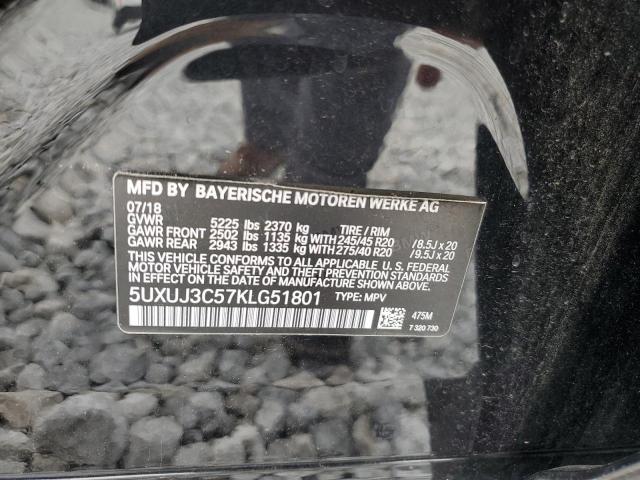 MFD BY BAYERISCHE MOTOREN WERKE AG
07/18
GVWR 5225 lbs 2370 kg TIRE / RIM
GAWR FRONT 2502 lbs 1135 kg WITH 245/45 R20 /8.5J x 20
GAWR REAR 2943 lbs 1335 kg WITH 275/40 R20 /9.5J x 20
THIS VEHICLE CONFORMS TO ALL APPLICABLE U. S. FEDERAL
MOTOR VEHICLE SAFETY, BUMPER, AND THEFT PREVENTION
STANDARDS IN EFFECT ON THE DATE OF MANUFACTURE SHOWN ABOVE.
5UXUJ3C57KLG51801 TYPE: MPV
475M
7 320 730